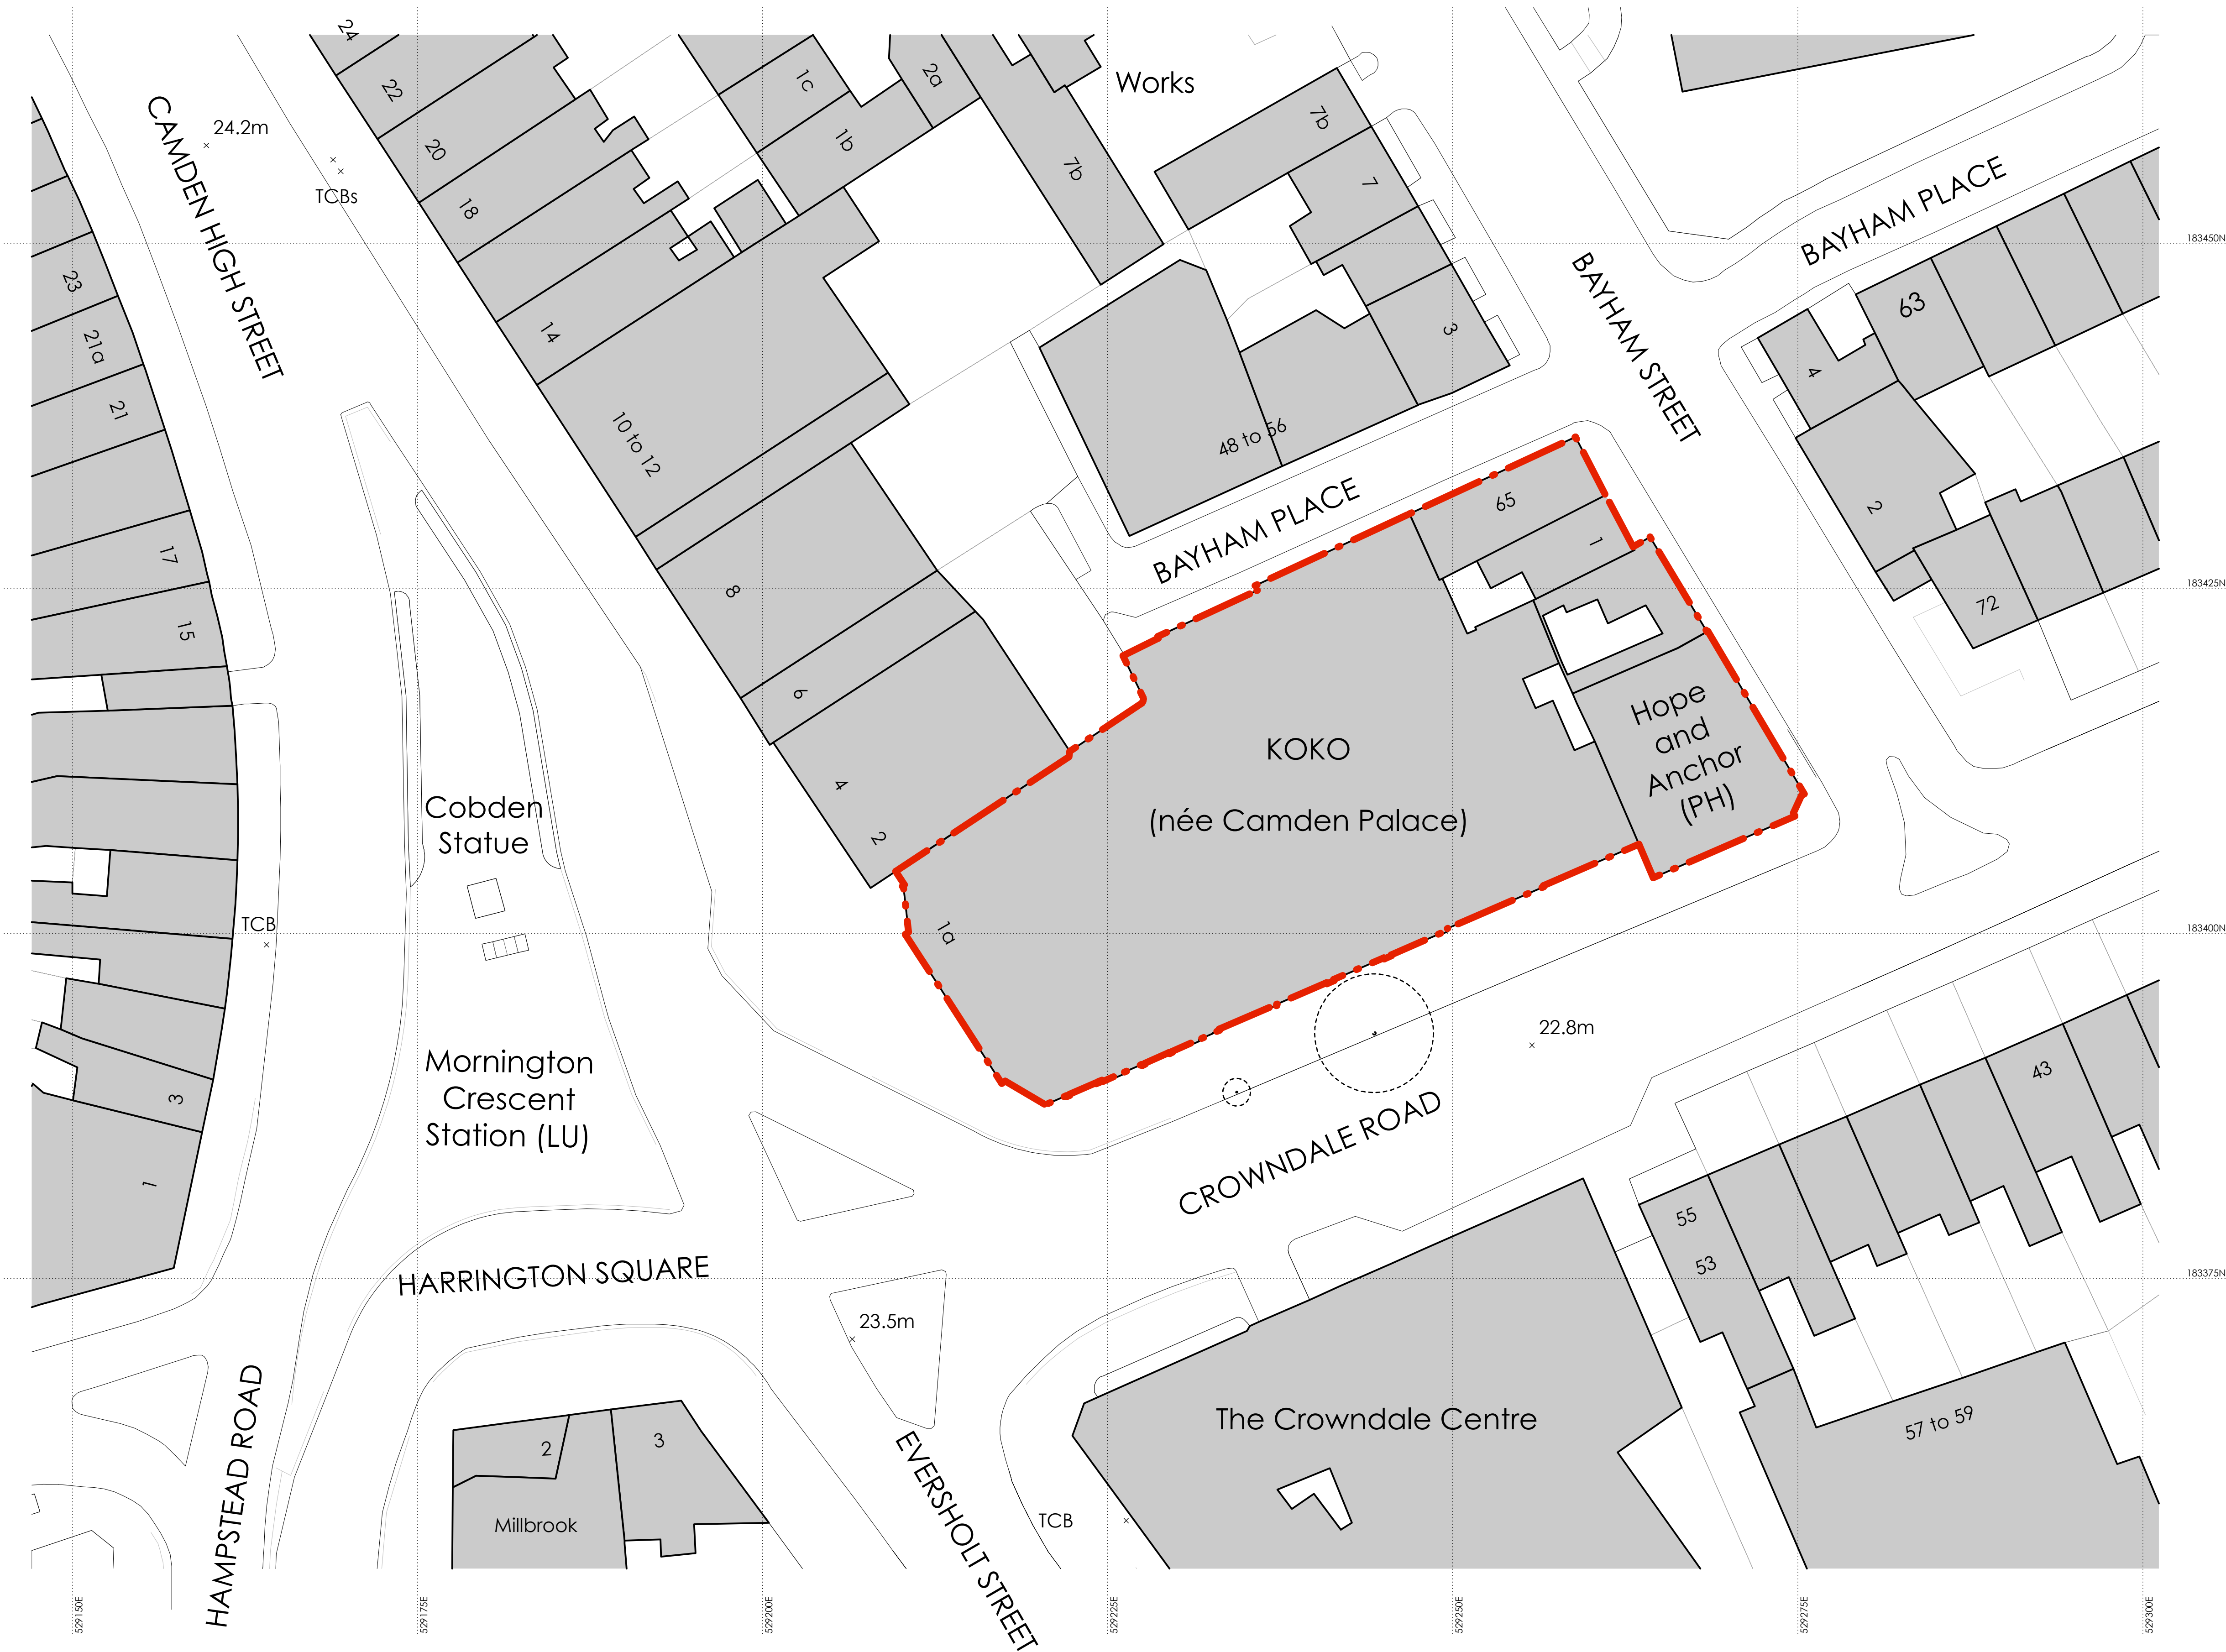 24
22
20
18
14
10 to 12
8
6
4
2
1c
1b
2a
7b
Works
7b
7
3
48 to 56
CAMDEN HIGH STREET
24.2m
TCBs
23
21a
21
17
15
BAYHAM PLACE
BAYHAM STREET
63
4
2
72
183450N
183425N
183400N
183375N
BAYHAM PLACE
65
1
Hope
and
Anchor
(PH)
KOKO
(née Camden Palace)
1a
Cobden
Statue
TCB
Mornington
Crescent
Station (LU)
3
1
22.8m
CROWNDALE ROAD
43
55
53
57 to 59
HARRINGTON SQUARE
23.5m
HAMPSTEAD ROAD
2
3
Millbrook
EVERSHOLT STREET
TCB
The Crowndale Centre
529150E
529175E
529200E
529225E
529250E
529275E
529300E